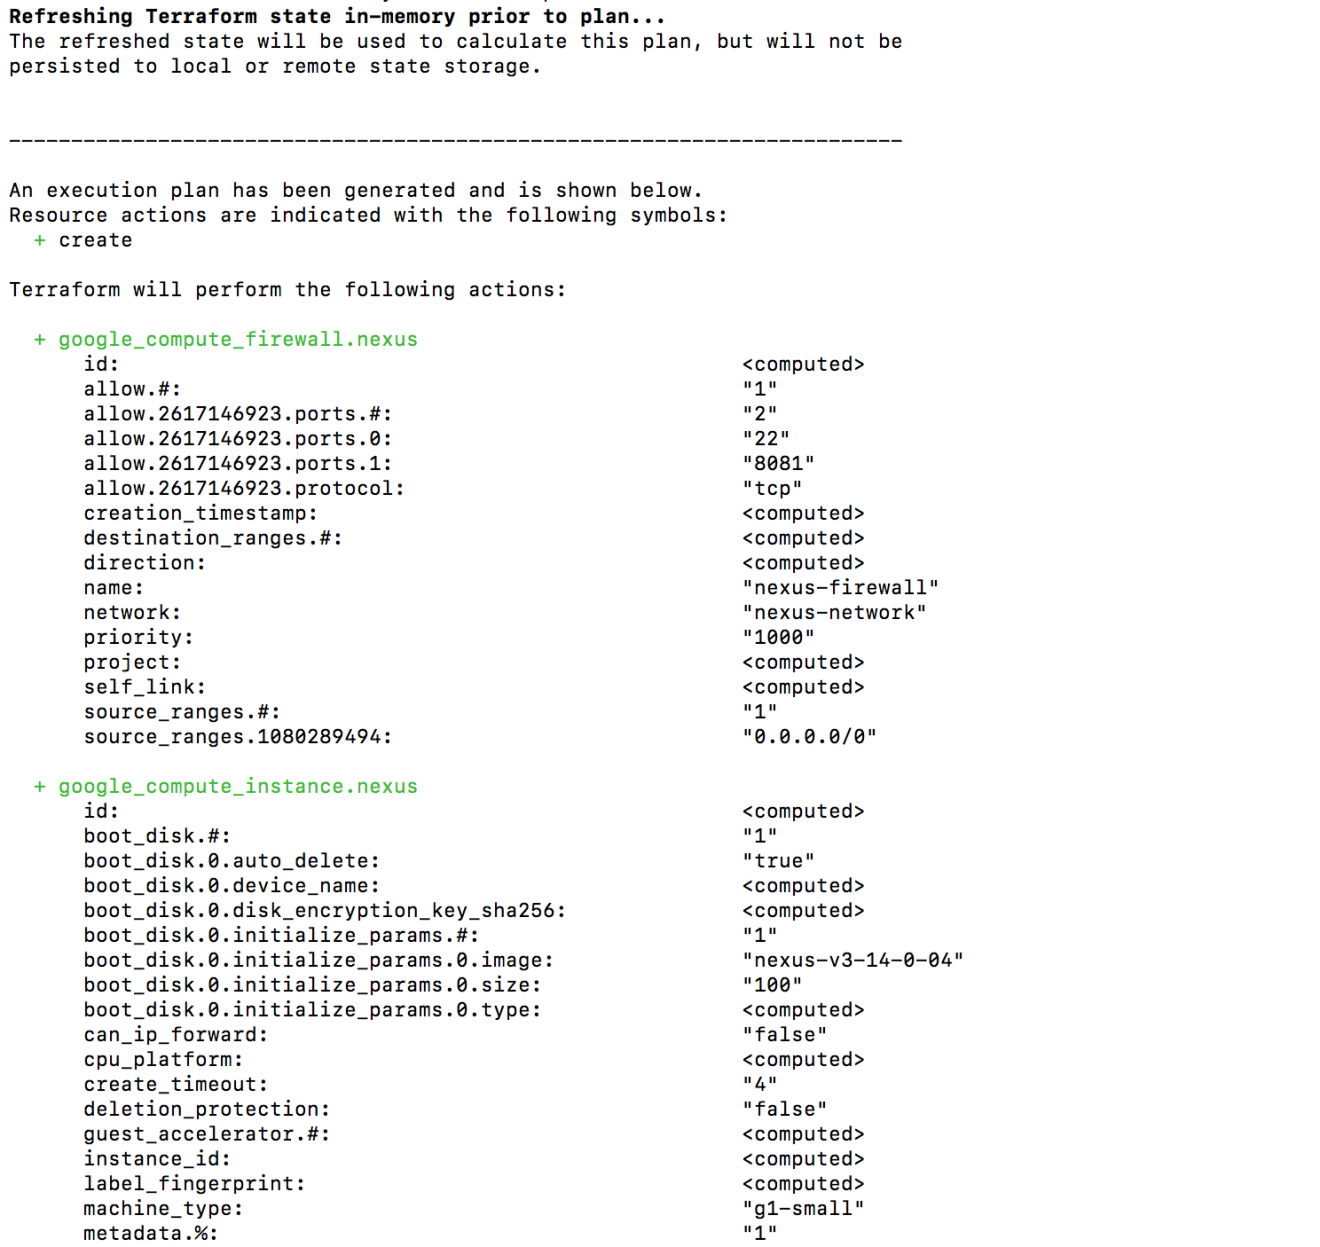 Refreshing Terraform state in-memory prior to plan...
The refreshed state will be used to calculate this plan, but will not be
persisted to local or remote state storage.
------------------------------------------------------------------------
An execution plan has been generated and is shown below.
Resource actions are indicated with the following symbols:
+ create
Terraform will perform the following actions:
+ google_compute_firewall.nexus
id: <computed>
allow.#: "1"
allow.2617146923.ports.#: "2"
allow.2617146923.ports.0: "22"
allow.2617146923.ports.1: "8081"
allow.2617146923.protocol: "tcp"
creation_timestamp: <computed>
destination_ranges.#: <computed>
direction: <computed>
name: "nexus-firewall"
network: "nexus-network"
priority: "1000"
project: <computed>
self_link: <computed>
source_ranges.#: "1"
source_ranges.1080289494: "0.0.0.0/0"
+ google_compute_instance.nexus
id: <computed>
boot_disk.#: "1"
boot_disk.0.auto_delete: "true"
boot_disk.0.device_name: <computed>
boot_disk.0.disk_encryption_key_sha256: <computed>
boot_disk.0.initialize_params.#: "1"
boot_disk.0.initialize_params.0.image: "nexus-v3-14-0-04"
boot_disk.0.initialize_params.0.size: "100"
boot_disk.0.initialize_params.0.type: <computed>
can_ip_forward: "false"
cpu_platform: <computed>
create_timeout: "4"
deletion_protection: "false"
guest_accelerator.#: <computed>
instance_id: <computed>
label_fingerprint: <computed>
machine_type: "g1-small"
metadata.%: "1"